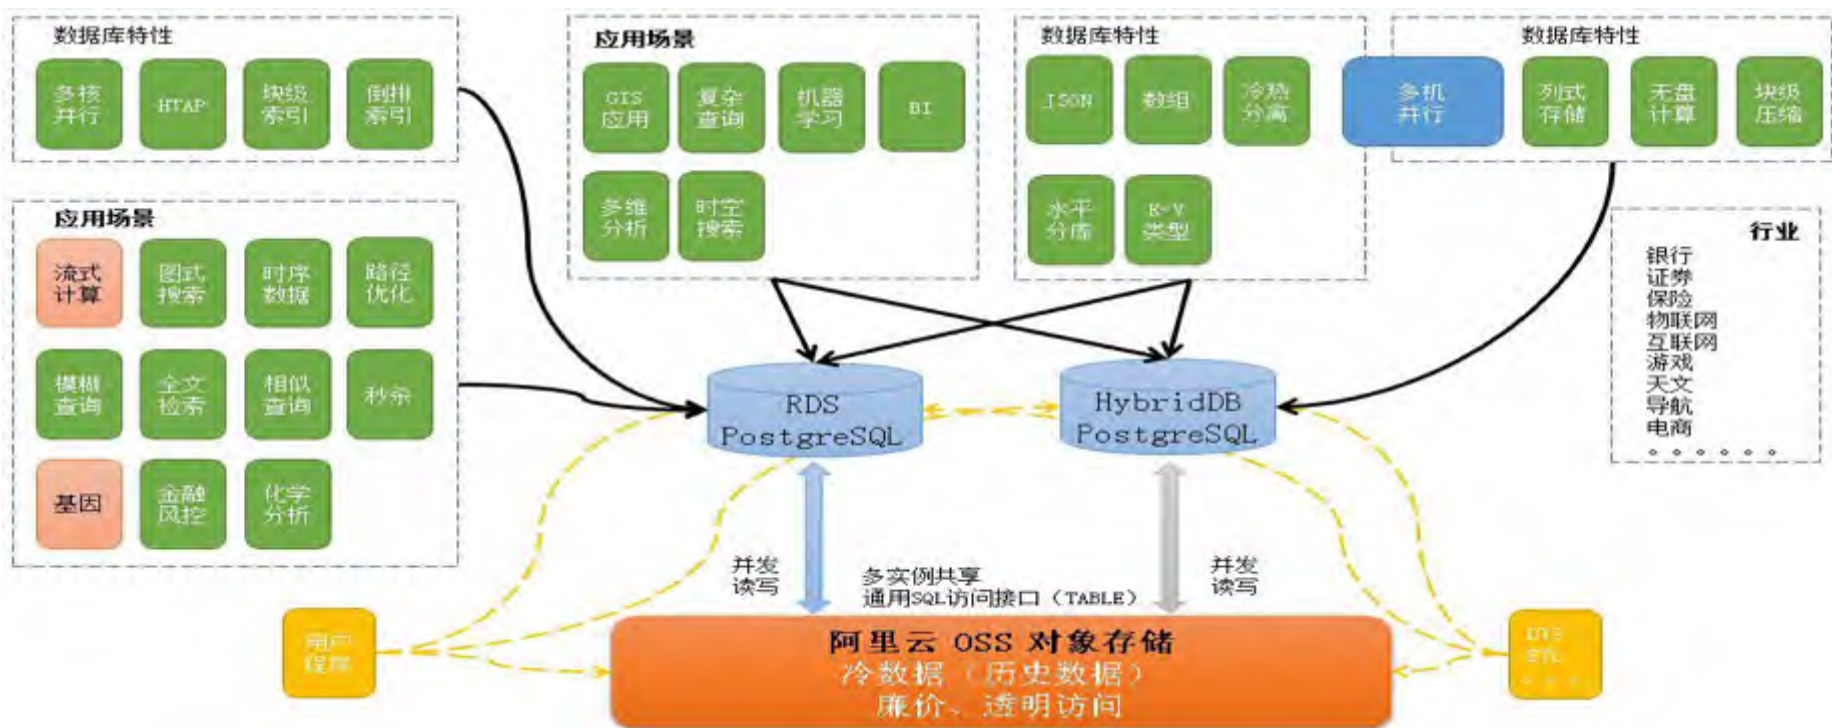 数据库特性
多核
并行
HTAP
块级
索引
倒排
索引
应用场景
流式
计算
图式
搜索
时序
数据
路径
优化
模糊
查询
全文
检索
相似
查询
秒杀
基因
金融
风控
化学
分析
应用场景
GIS
应用
复杂
查询
机器
学习
BI
多维
分析
时空
搜索
数据库特性
JSON
数组
冷热
分离
水平
分库
K-V
类型
数据库特性
多机
并行
列式
存储
无盘
计算
块级
压缩
行业
银行
证券
保险
物联网
互联网
游戏
天文
导航
电商
。。。。。。
RDS
PostgreSQL
HybridDB
PostgreSQL
并发
读写
多实例共享
通用SQL访问接口（TABLE）
并发
读写
用户
程序
阿里云 OSS 对象存储
冷数据（历史数据）
廉价、透明访问